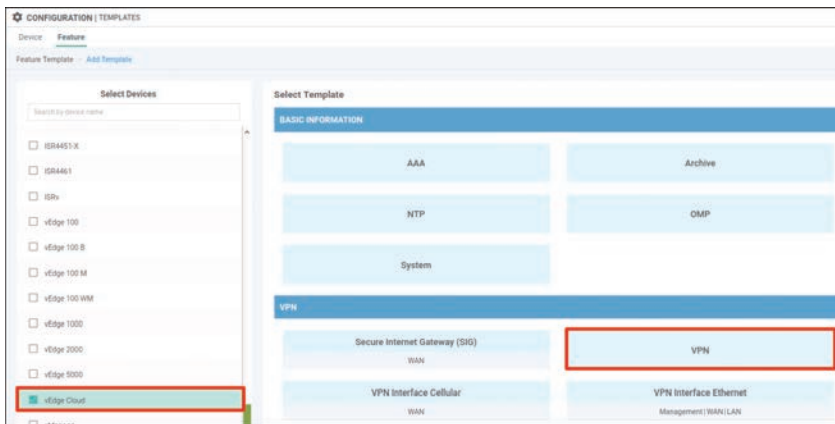 CONFIGURATION | TEMPLATES
Device Feature
Feature Template Add Template
Select Devices
Search by device name
ISR4451-X
ISR4461
ISRv
vEdge 100
vEdge 100 B
vEdge 100 M
vEdge 100 WM
vEdge 1000
vEdge 2000
vEdge 5000
vEdge Cloud
Select Template
BASIC INFORMATION
AAA Archive
NTP OMP
System
VPN
Secure Internet Gateway (SIG)
WAN
VPN
VPN Interface Cellular
WAN
VPN Interface Ethernet
Management | WAN | LAN